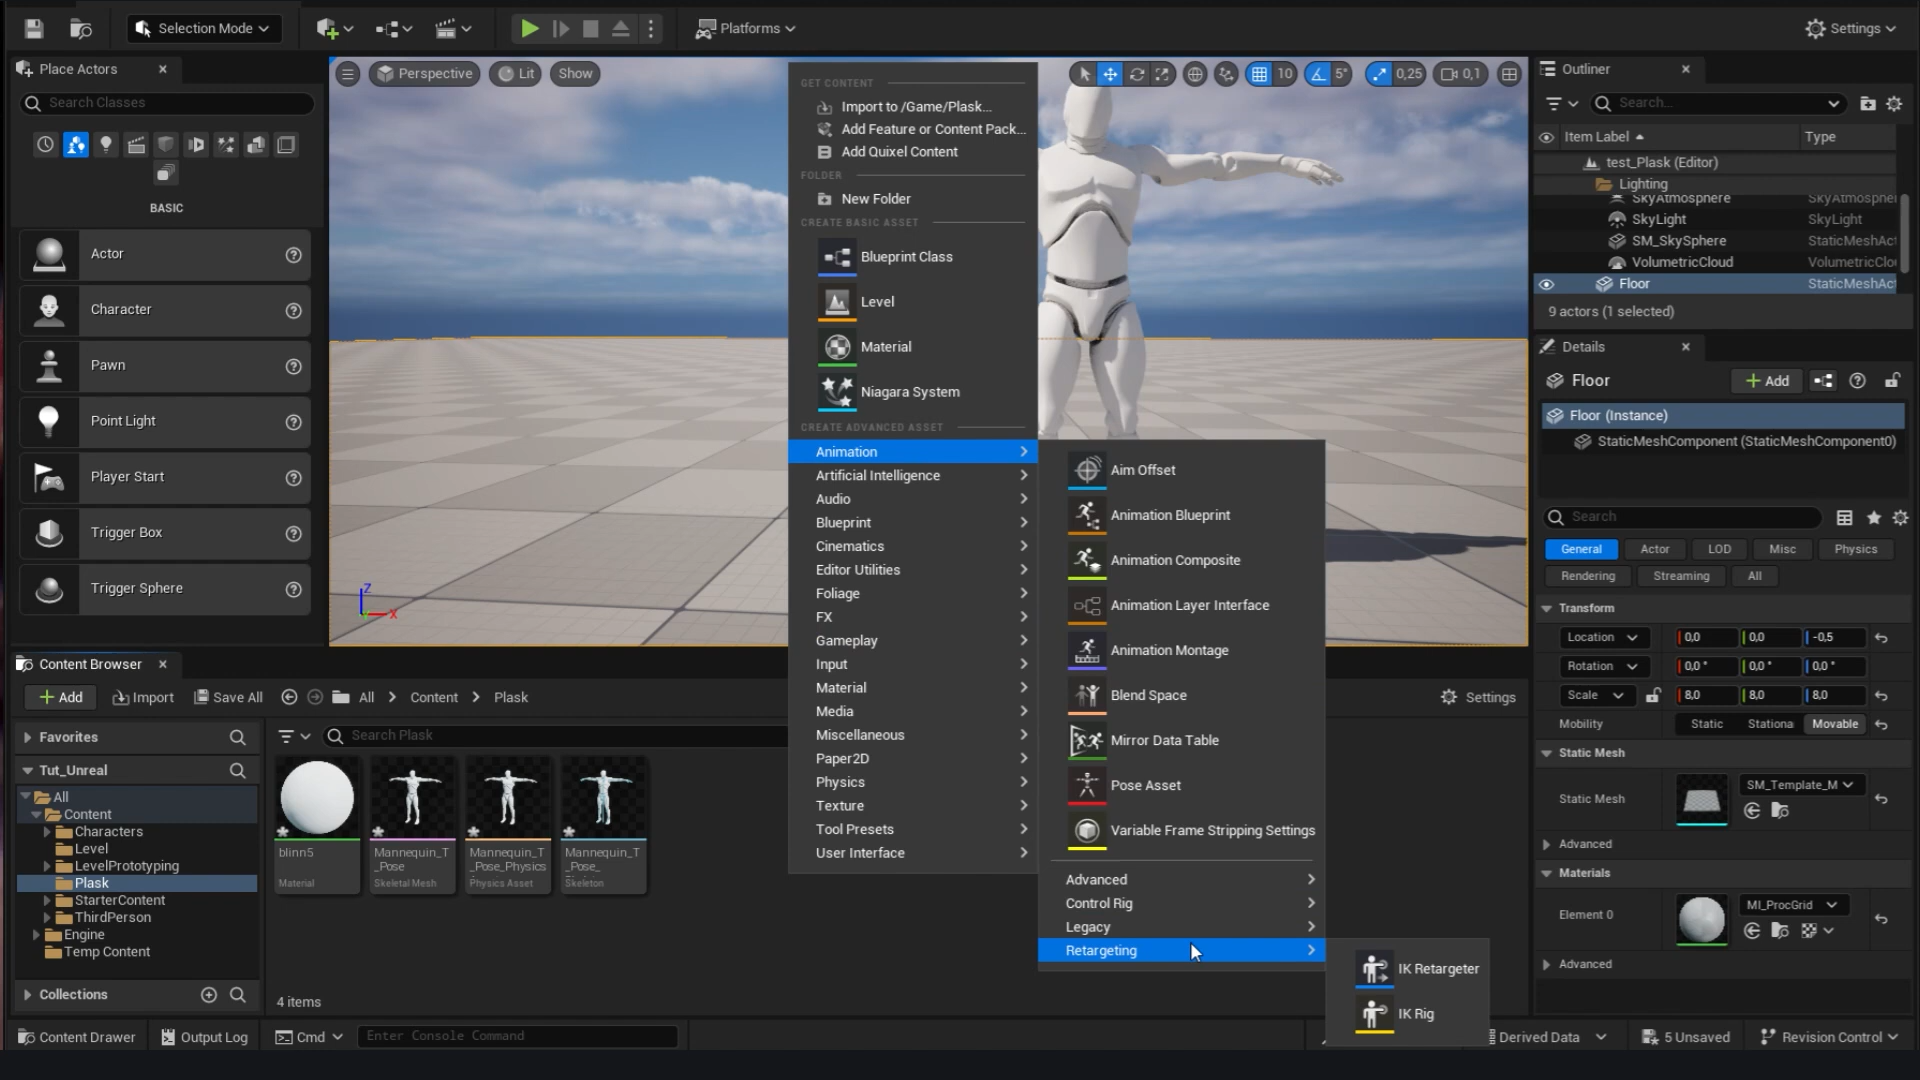 Selection Mode
Platforms
Settings
Place Actors
Search Classes
BASIC
Actor
Character
Pawn
Point Light
Player Start
Trigger Box
Trigger Sphere
Perspective
Lit
Show
10
5°
0,25
0,1
Z
X
GET CONTENT
Import to /Game/Plask...
Add Feature or Content Pack...
Add Quixel Content
FOLDER
New Folder
CREATE BASIC ASSET
Blueprint Class
Level
Material
Niagara System
CREATE ADVANCED ASSET
Animation
Artificial Intelligence
Audio
Blueprint
Cinematics
Editor Utilities
Foliage
FX
Gameplay
Input
Material
Media
Miscellaneous
Paper2D
Physics
Texture
Tool Presets
User Interface
Aim Offset
Animation Blueprint
Animation Composite
Animation Layer Interface
Animation Montage
Blend Space
Mirror Data Table
Pose Asset
Variable Frame Stripping Settings
Advanced
Control Rig
Legacy
Retargeting
IK Retargeter
IK Rig
Outliner
Search...
Item Label
Type
test_Plask (Editor)
Lighting
SkyAtmosphere
SkyAtmospher
SkyLight
SkyLight
SM_SkySphere
StaticMeshAct
VolumetricCloud
VolumetricClo
Floor
StaticMeshAct
9 actors (1 selected)
Details
Floor
Add
Floor (Instance)
StaticMeshComponent (StaticMeshComponent0)
Search
General
Actor
LOD
Misc
Physics
Rendering
Streaming
All
Transform
Location
0,0
0,0
-0,5
Rotation
0,0 °
0,0 °
0,0 °
Scale
8,0
8,0
8,0
Mobility
Static
Stationa
Movable
Static Mesh
Static Mesh
SM_Template_M
Advanced
Materials
Element 0
MI_ProcGrid
Advanced
Content Browser
Add
Import
Save All
All
Content
Plask
Settings
Favorites
Tut_Unreal
All
Content
Characters
Level
LevelPrototyping
Plask
StarterContent
ThirdPerson
Engine
Temp Content
Collections
Search Plask
blinn5
Material
Mannequin_T
_Pose
Skeletal Mesh
Mannequin_T
_Pose_Physics
Physics Asset
Mannequin_T
_Pose_
Skeleton
4 items
Content Drawer
Output Log
Cmd
Enter Console Command
Derived Data
5 Unsaved
Revision Control